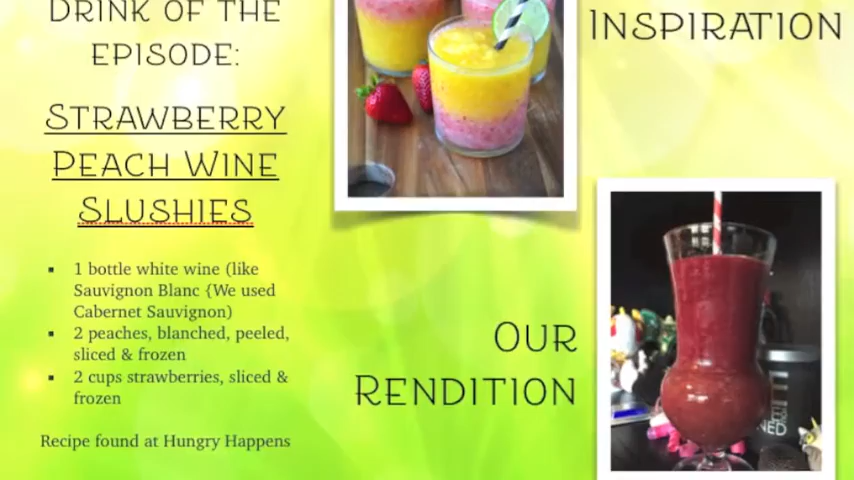 DRINK OF THE
EPISODE:
STRAWBERRY
PEACH WINE
SLUSHIES
▪ 1 bottle white wine (like
Sauvignon Blanc {We used
Cabernet Sauvignon)
▪ 2 peaches, blanched, peeled,
sliced & frozen
▪ 2 cups strawberries, sliced &
frozen
Recipe found at Hungry Happens
INSPIRATION
OUR
RENDITION